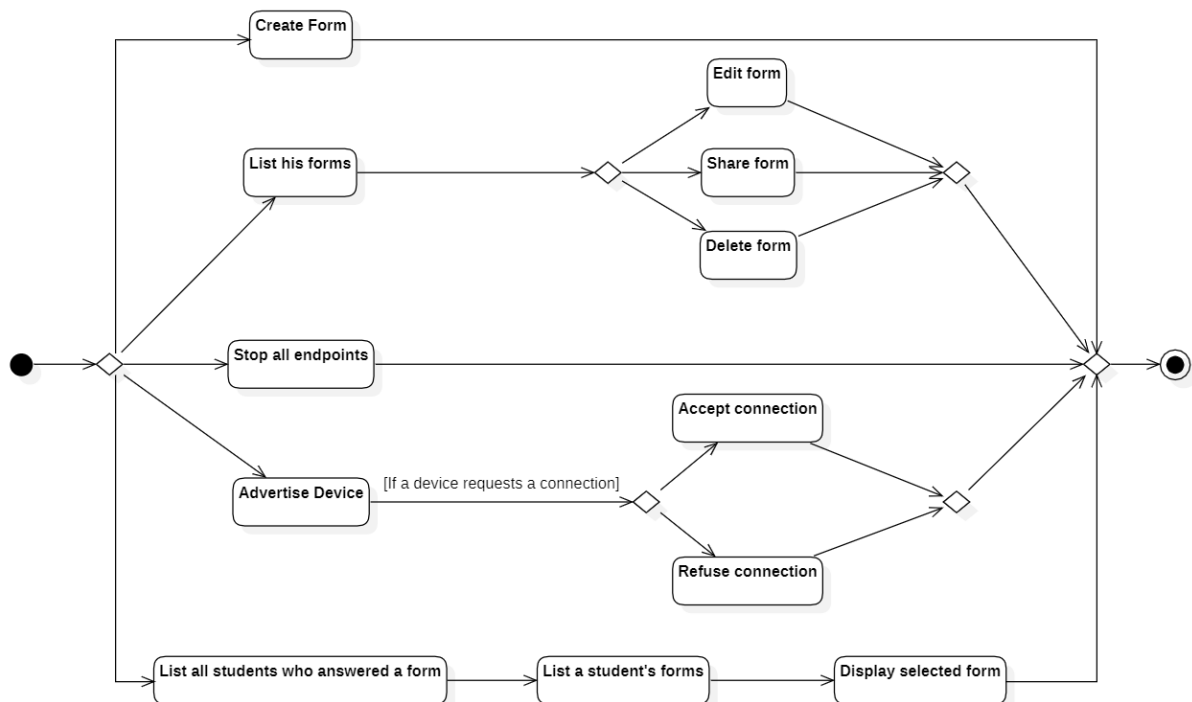 Create Form
Edit form
List his forms
Share form
Delete form
Stop all endpoints
Accept connection
[If a device requests a connection]
Advertise Device
Refuse connection
List all students who answered a form
List a student's forms
Display selected form